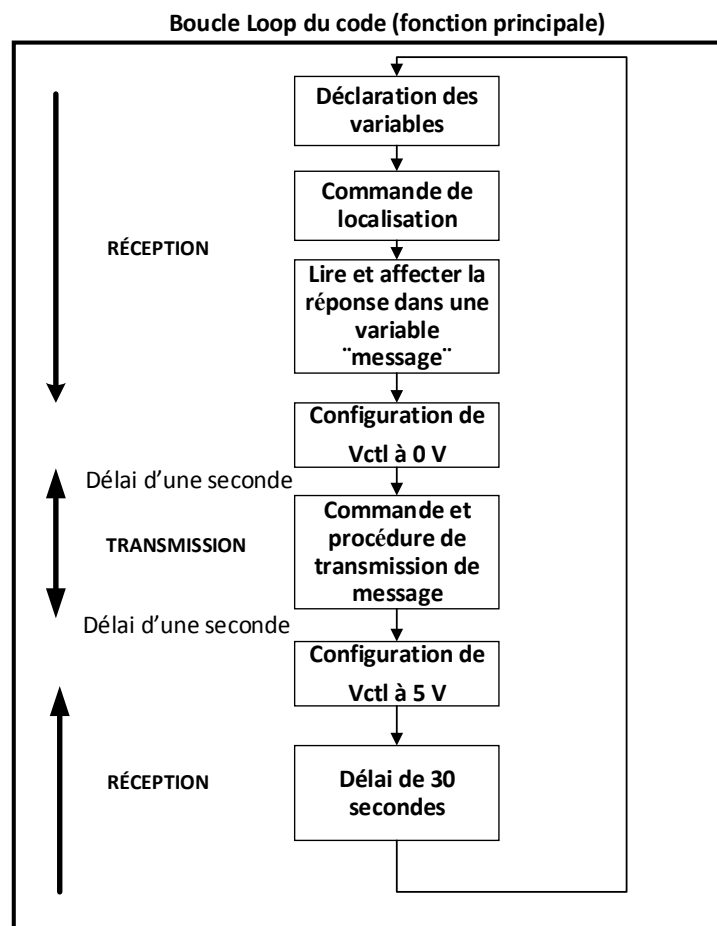 Boucle Loop du code (fonction principale)
Déclaration des
variables
Commande de
localisation
RÉCEPTION
Lire et affecter la
réponse dans une
variable
¨message¨
Configuration de
Vctl à 0 V
Délai d’une seconde
Commande et
procédure de
transmission de
message
TRANSMISSION
Délai d’une seconde
Configuration de
Vctl à 5 V
RÉCEPTION
Délai de 30
secondes